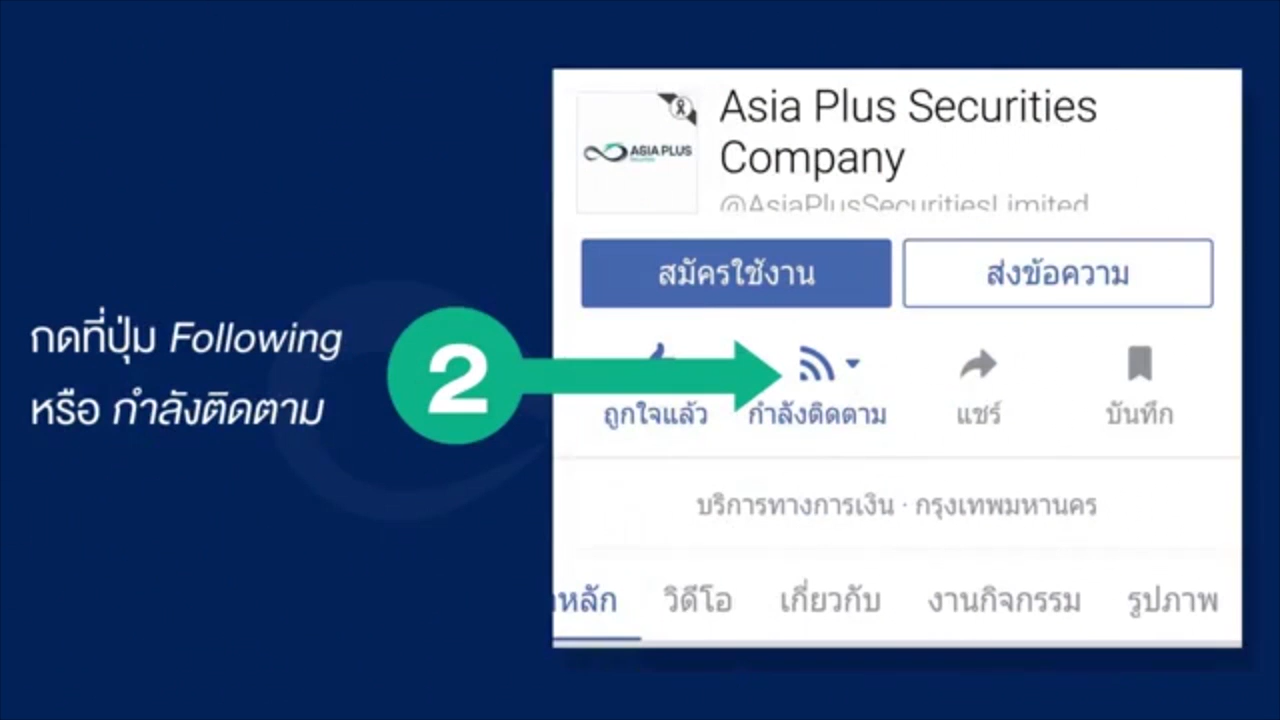 กดที่ปุ่ม Following
หรือ กำลังติดตาม
2
ASIA PLUS
Securities
Asia Plus Securities
Company
@AsiaPlusSecuritiesLimited
สมัครใช้งาน
ส่งข้อความ
ถูกใจแล้ว
กำลังติดตาม
แชร์
บันทึก
บริการทางการเงิน · กรุงเทพมหานคร
หลัก วิดีโอ เกี่ยวกับ งานกิจกรรม รูปภาพ